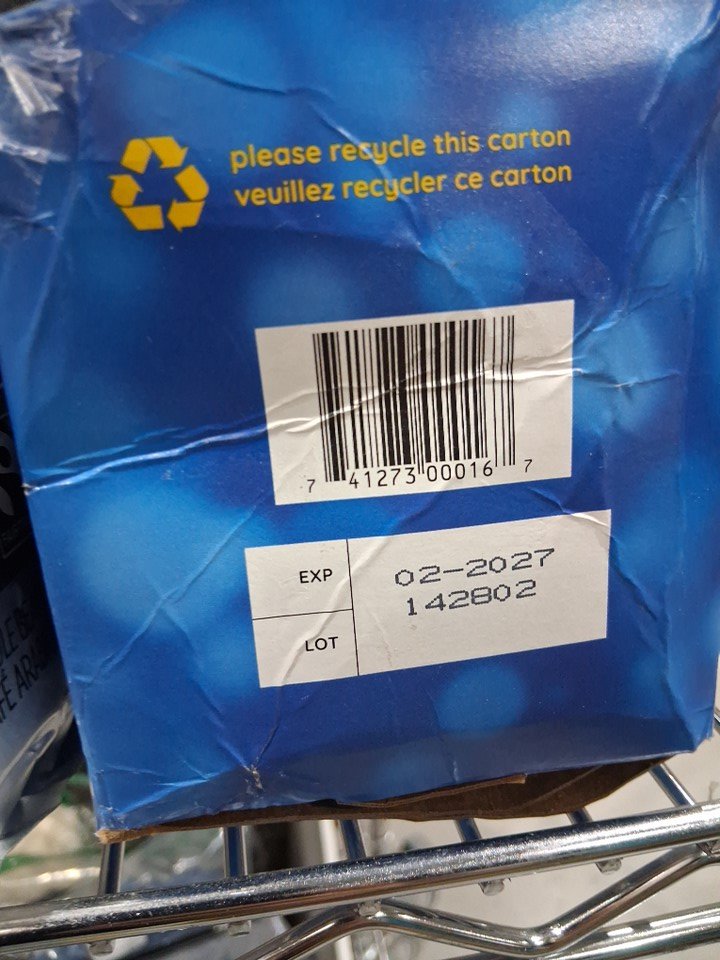 please recycle this carton
veuillez recycler ce carton
7 41273 00016 7
EXP
02-2027
LOT
142802